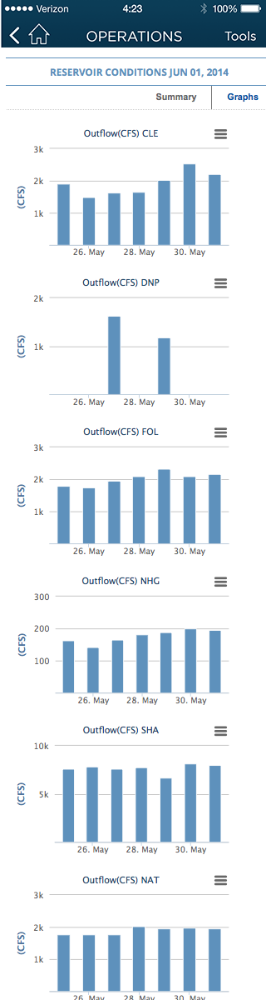 Verizon 4:23 100%
OPERATIONS Tools
RESERVOIR CONDITIONS JUN 01, 2014
Summary Graphs
Outflow(CFS) CLE
3k
2k
1k
(CFS)
26. May 28. May 30. May
Outflow(CFS) DNP
2k
1k
(CFS)
26. May 28. May 30. May
Outflow(CFS) FOL
3k
2k
1k
(CFS)
26. May 28. May 30. May
Outflow(CFS) NHG
300
200
100
(CFS)
26. May 28. May 30. May
Outflow(CFS) SHA
10k
5k
(CFS)
26. May 28. May 30. May
Outflow(CFS) NAT
3k
2k
1k
(CFS)
26. May 28. May 30. May